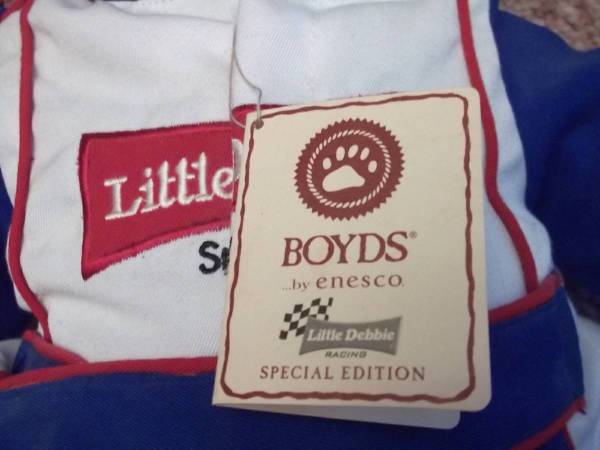 Little
BOYDS®
...by enesco.
Little Debbie
RACING
SPECIAL EDITION